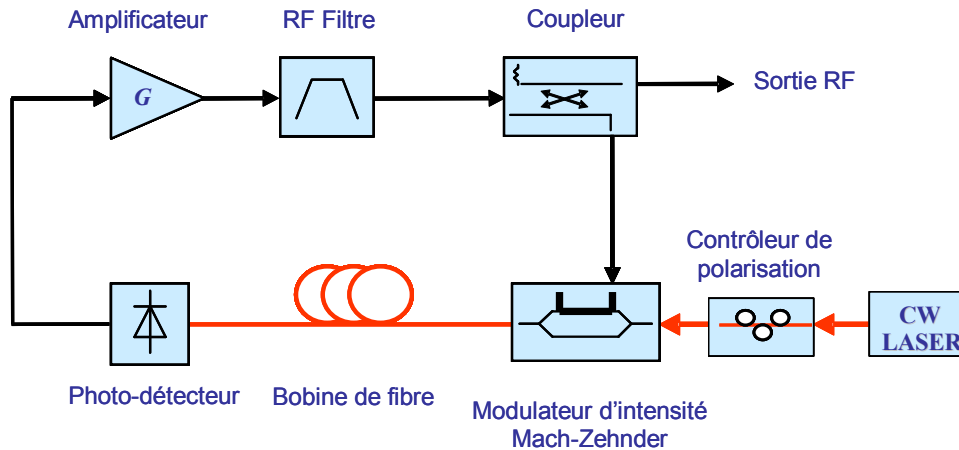 Amplificateur
RF Filtre
Coupleur
G
Sortie RF
Contrôleur de
polarisation
CW
LASER
Photo-détecteur
Bobine de fibre
Modulateur d'intensité
Mach-Zehnder